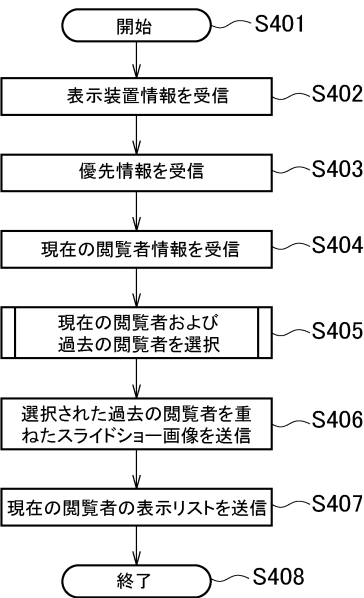 開始
S401
表示装置情報を受信
S402
優先情報を受信
S403
現在の閲覧者情報を受信
S404
現在の閲覧者および
過去の閲覧者を選択
S405
選択された過去の閲覧者を重
ねたスライドショー画像を送信
S406
現在の閲覧者の表示リストを送信
S407
終了
S408